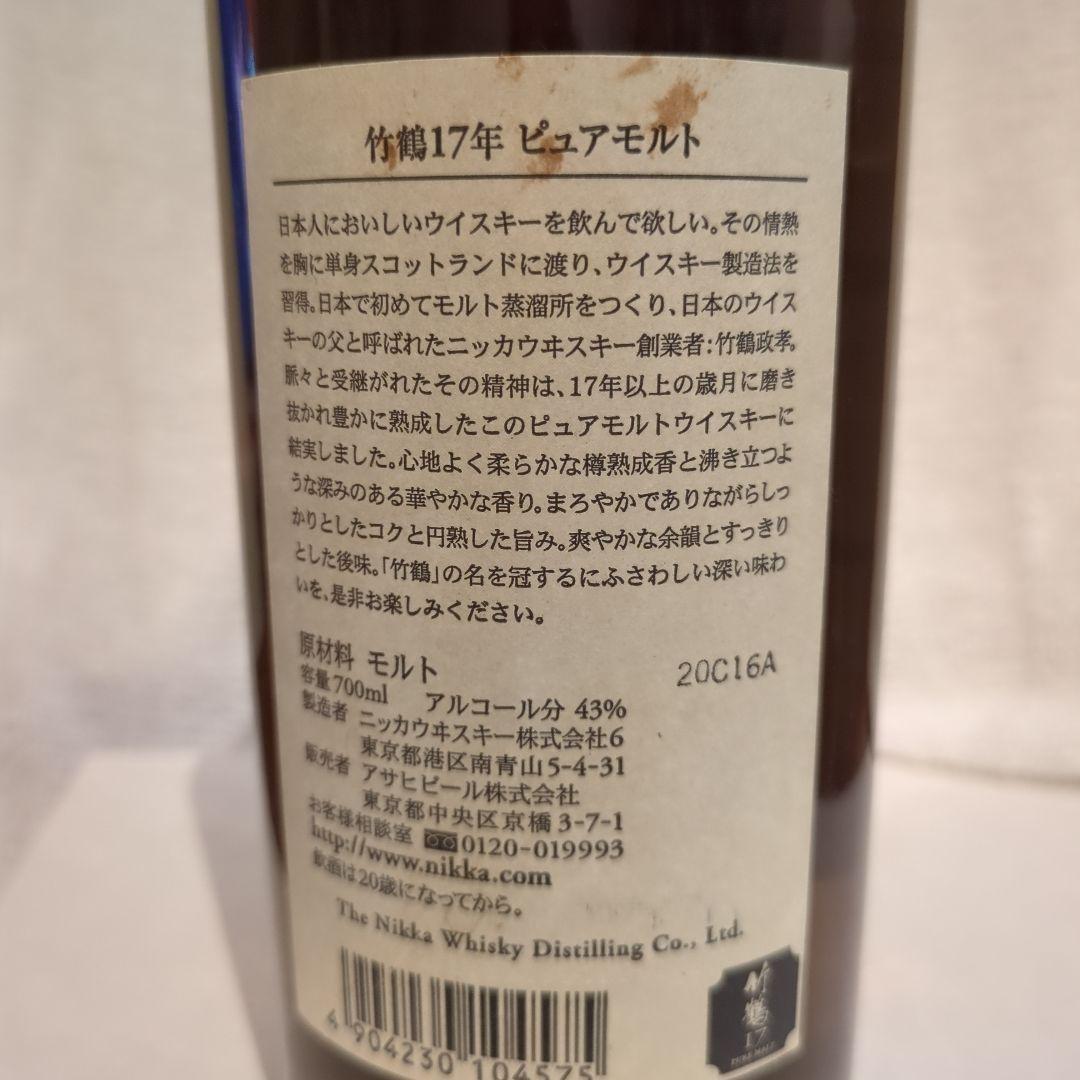 竹鶴17年 ピュアモルト
日本人においしいウイスキーを飲んで欲しい。その情熱
を胸に単身スコットランドに渡り、ウイスキー製造法を
習得。日本で初めてモルト蒸溜所をつくり、日本のウイス
キーの父と呼ばれたニッカウヰスキー創業者:竹鶴政孝。
脈々と受継がれたその精神は、17年以上の歳月に磨き
抜かれ豊かに熟成したこのピュアモルトウイスキーに
結実しました。心地よく柔らかな樽熟成香と沸き立つよ
うな深みのある華やかな香り。まろやかでありながらしっ
かりとしたコクと円熟した旨み。爽やかな余韻とすっきり
とした後味。「竹鶴」の名を冠するにふさわしい深い味わ
いを、是非お楽しみください。
原材料 モルト
20C16A
容量700ml アルコール分 43%
製造者 ニッカウヰスキー株式会社6
東京都港区南青山5-4-31
販売者 アサヒビール株式会社
東京都中央区京橋3-7-1
お客様相談室 0120-019993
http://www.nikka.com
飲酒は20歳になってから。
The Nikka Whisky Distilling Co., Ltd.
4 904230 104575
竹鶴
17
PURE MALT